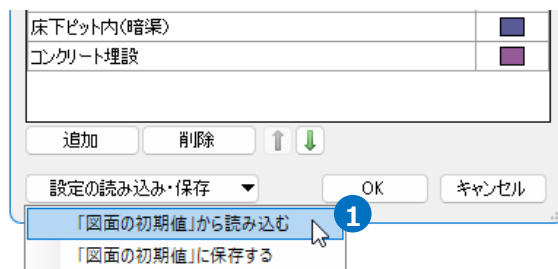 床下ピット内(暗渠)
コンクリート埋設
追加 削除
設定の読み込み・保存 OK キャンセル
「図面の初期値」から読み込む 1
「図面の初期値」に保存する